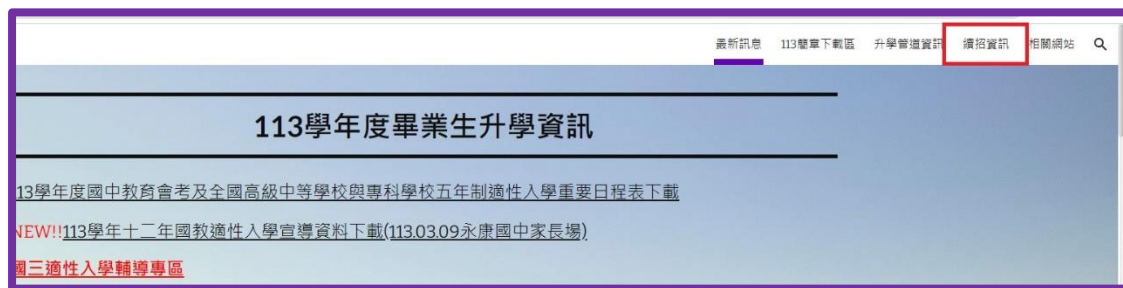 最新訊息 113簡章下載區 升學管道資訊 續招資訊 相關網站
113學年度畢業生升學資訊
13學年度國中教育會考及全國高級中等學校與專科學校五年制適性入學重要日程表下載
NEW!!113學年十二年國教適性入學宣導資料下載(113.03.09永康國中家長場)
國三適性入學輔導專區